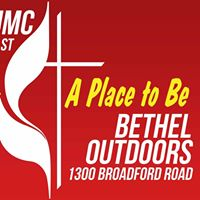 UMC
ST
A Place to Be
BETHEL
OUTDOORS
1300 BROADFORD ROAD